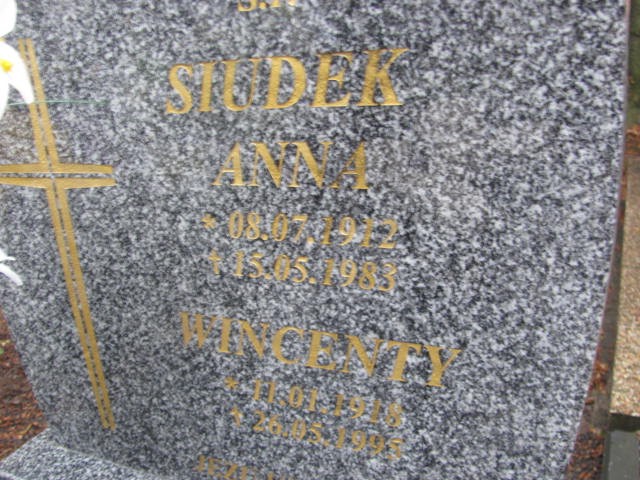 SIUDEK
ANNA
* 08.07.1912
† 15.05.1983
WINCENTY
* 11.01.1918
† 26.05.1995